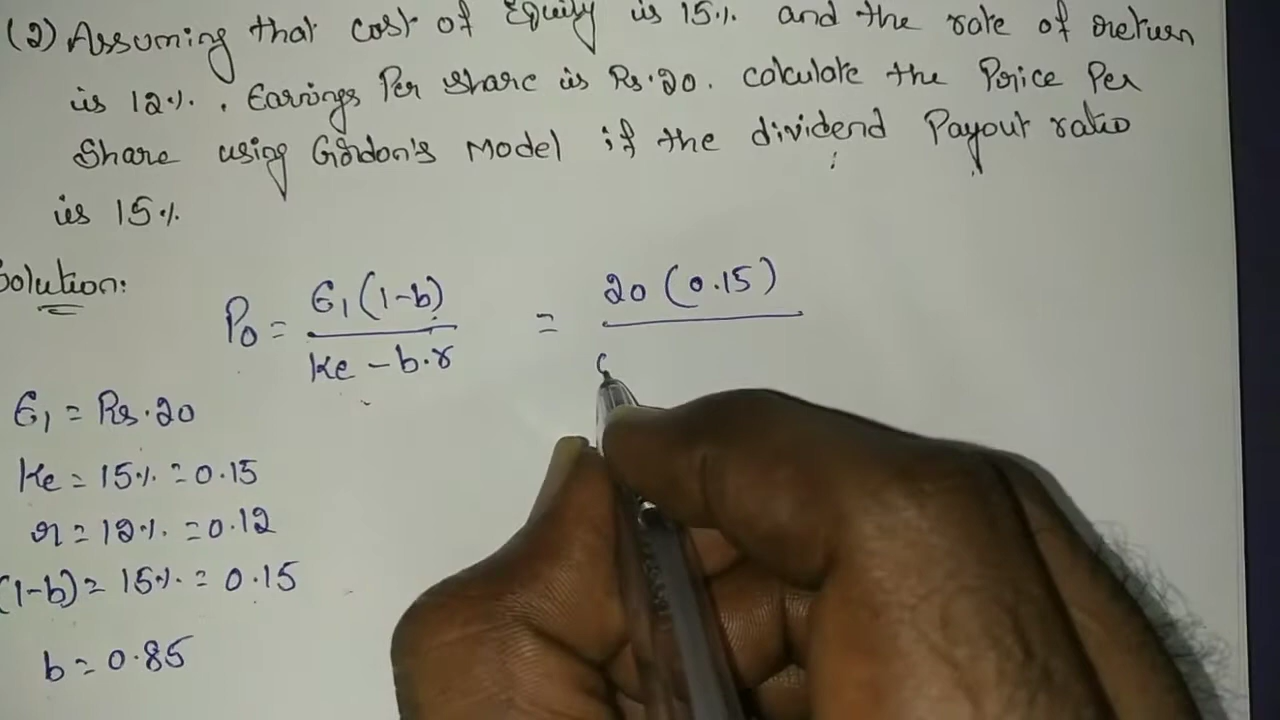 (2) Assuming that cost of Equity is 15% and the rate of return
is 12%. Earnings Per share is Rs.20. calculate the Price Per
Share using Gordon's Model if the dividend Payout ratio
is 15%
Solution:
P0 = E1(1-b) / ke - b.r = 20 (0.15)
E1 = Rs.20
Ke = 15% = 0.15
r = 12% = 0.12
(1-b) = 15% = 0.15
b = 0.85